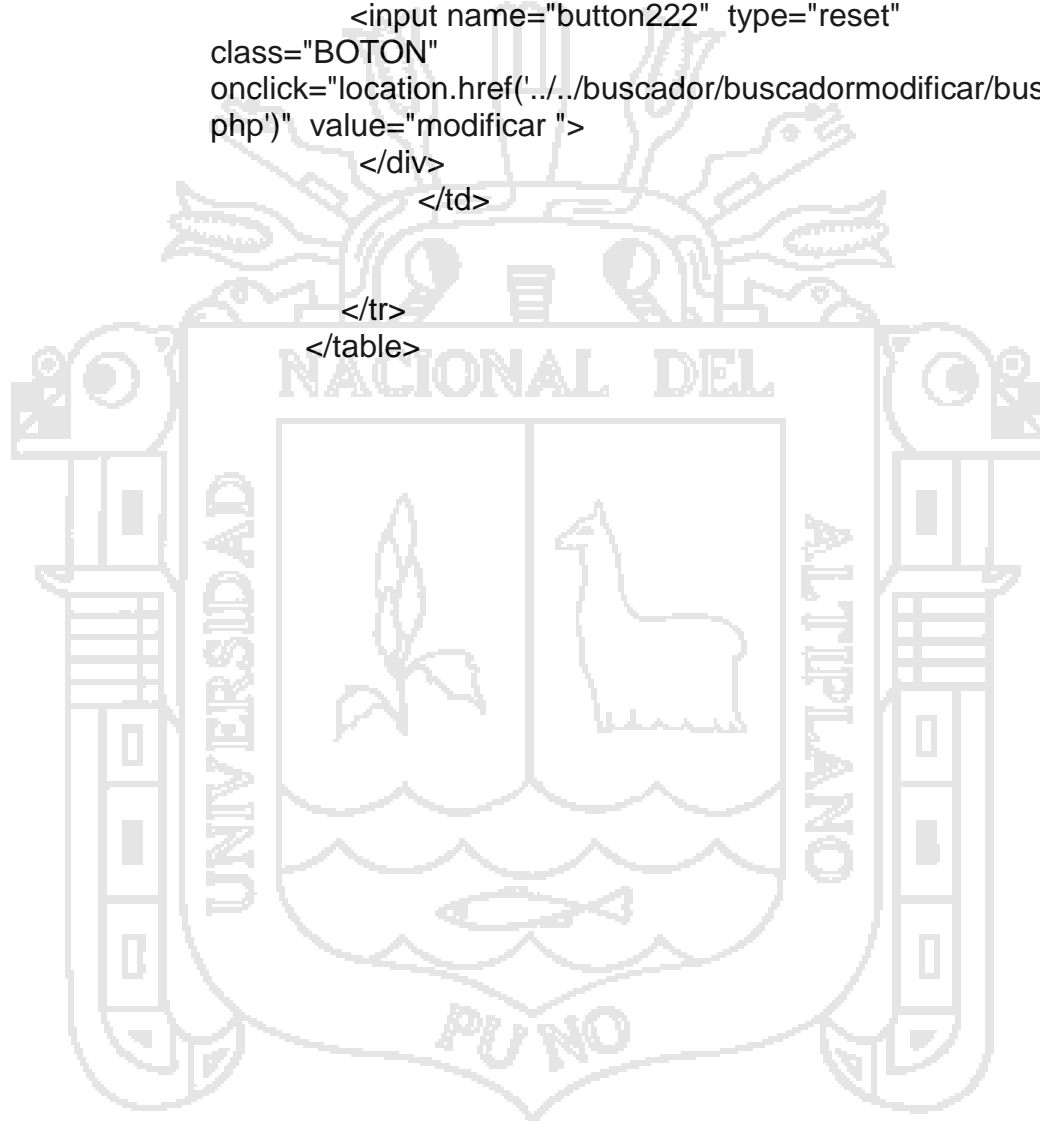 <input name="button222"  type="reset"
class="BOTON"
onclick="location.href('../../buscador/buscadormodificar/bus
php')"  value="modificar ">
</div>
</td>
</tr>
</table>
NACIONAL DEL
UNIVERSIDAD
ALTIPLANO
PUNO